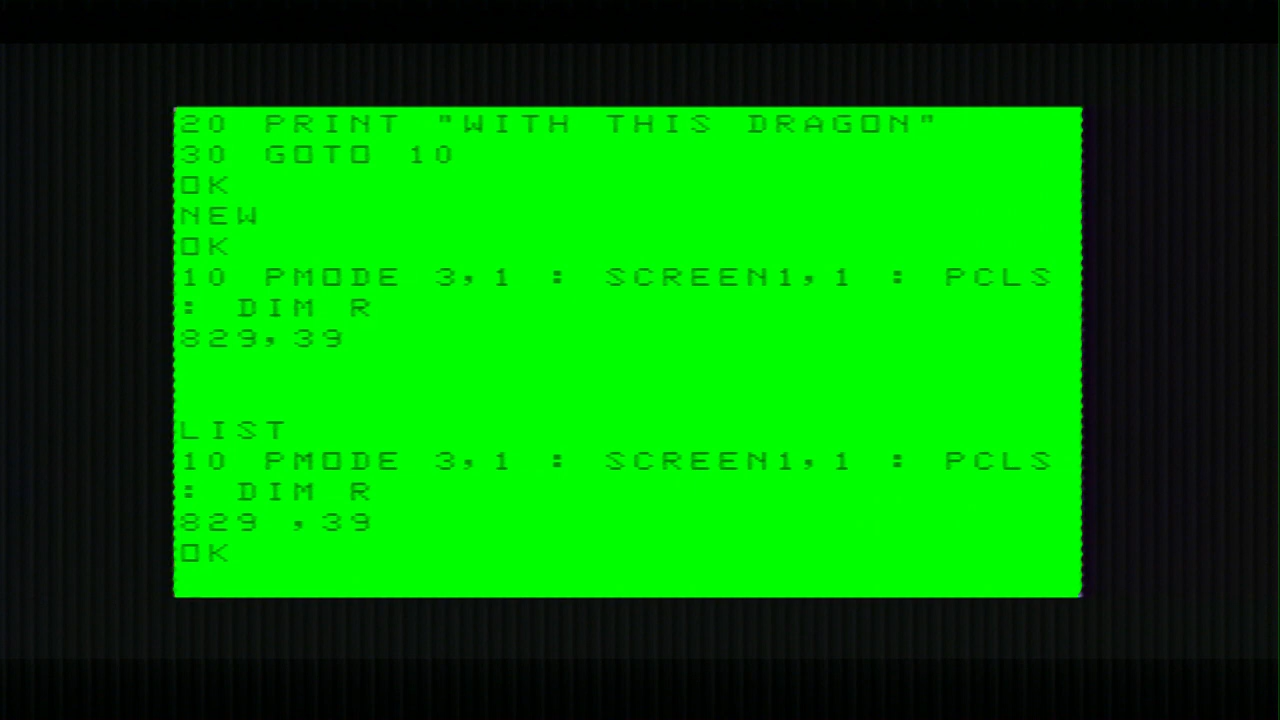 20 PRINT "WITH THIS DRAGON"
30 GOTO 10
OK
NEW
OK
10 PMODE 3,1 : SCREEN1,1 : PCLS
: DIM R
829,39
LIST
10 PMODE 3,1 : SCREEN1,1 : PCLS
: DIM R
829 ,39
OK